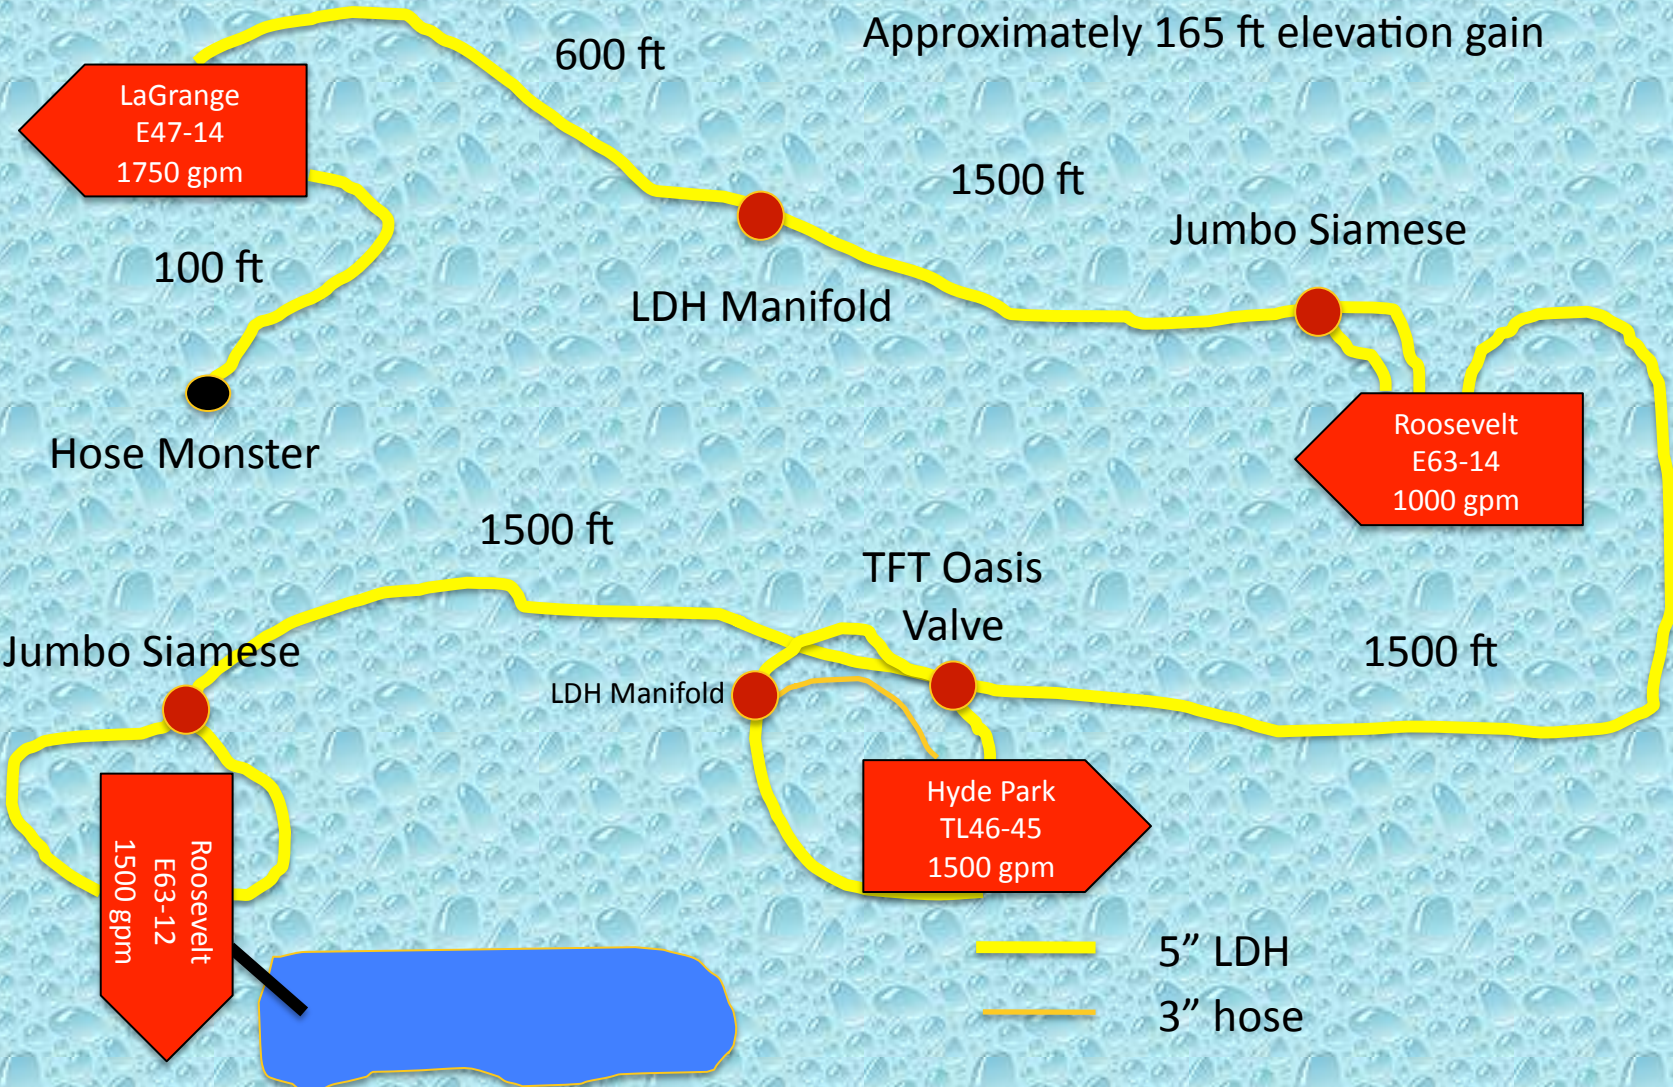 Approximately 165 ft elevation gain
600 ft
LaGrange
E47-14
1750 gpm
1500 ft
Jumbo Siamese
100 ft
LDH Manifold
Hose Monster
Roosevelt
E63-14
1000 gpm
1500 ft
TFT Oasis
Valve
Jumbo Siamese
1500 ft
LDH Manifold
Hyde Park
TL46-45
1500 gpm
Roosevelt
E63-12
1500 gpm
5” LDH
3” hose